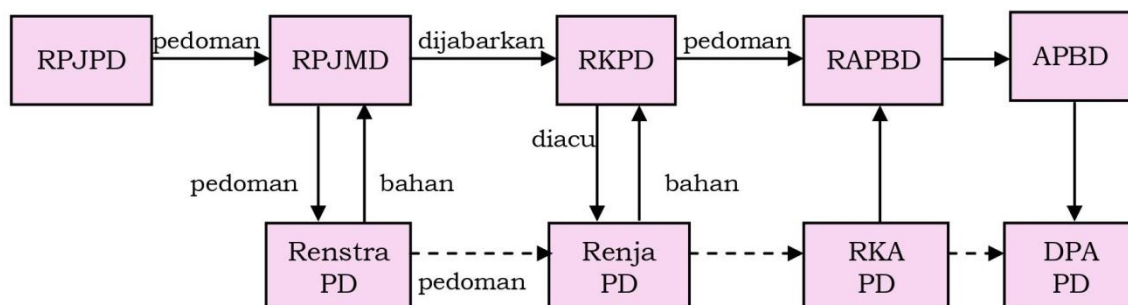 pedoman
dijabarkan
pedoman
RPJPD
RPJMD
RKPD
RAPBD
APBD
diacu
pedoman
bahan
bahan
Renstra
PD
Renja
PD
RKA
PD
DPA
PD
pedoman